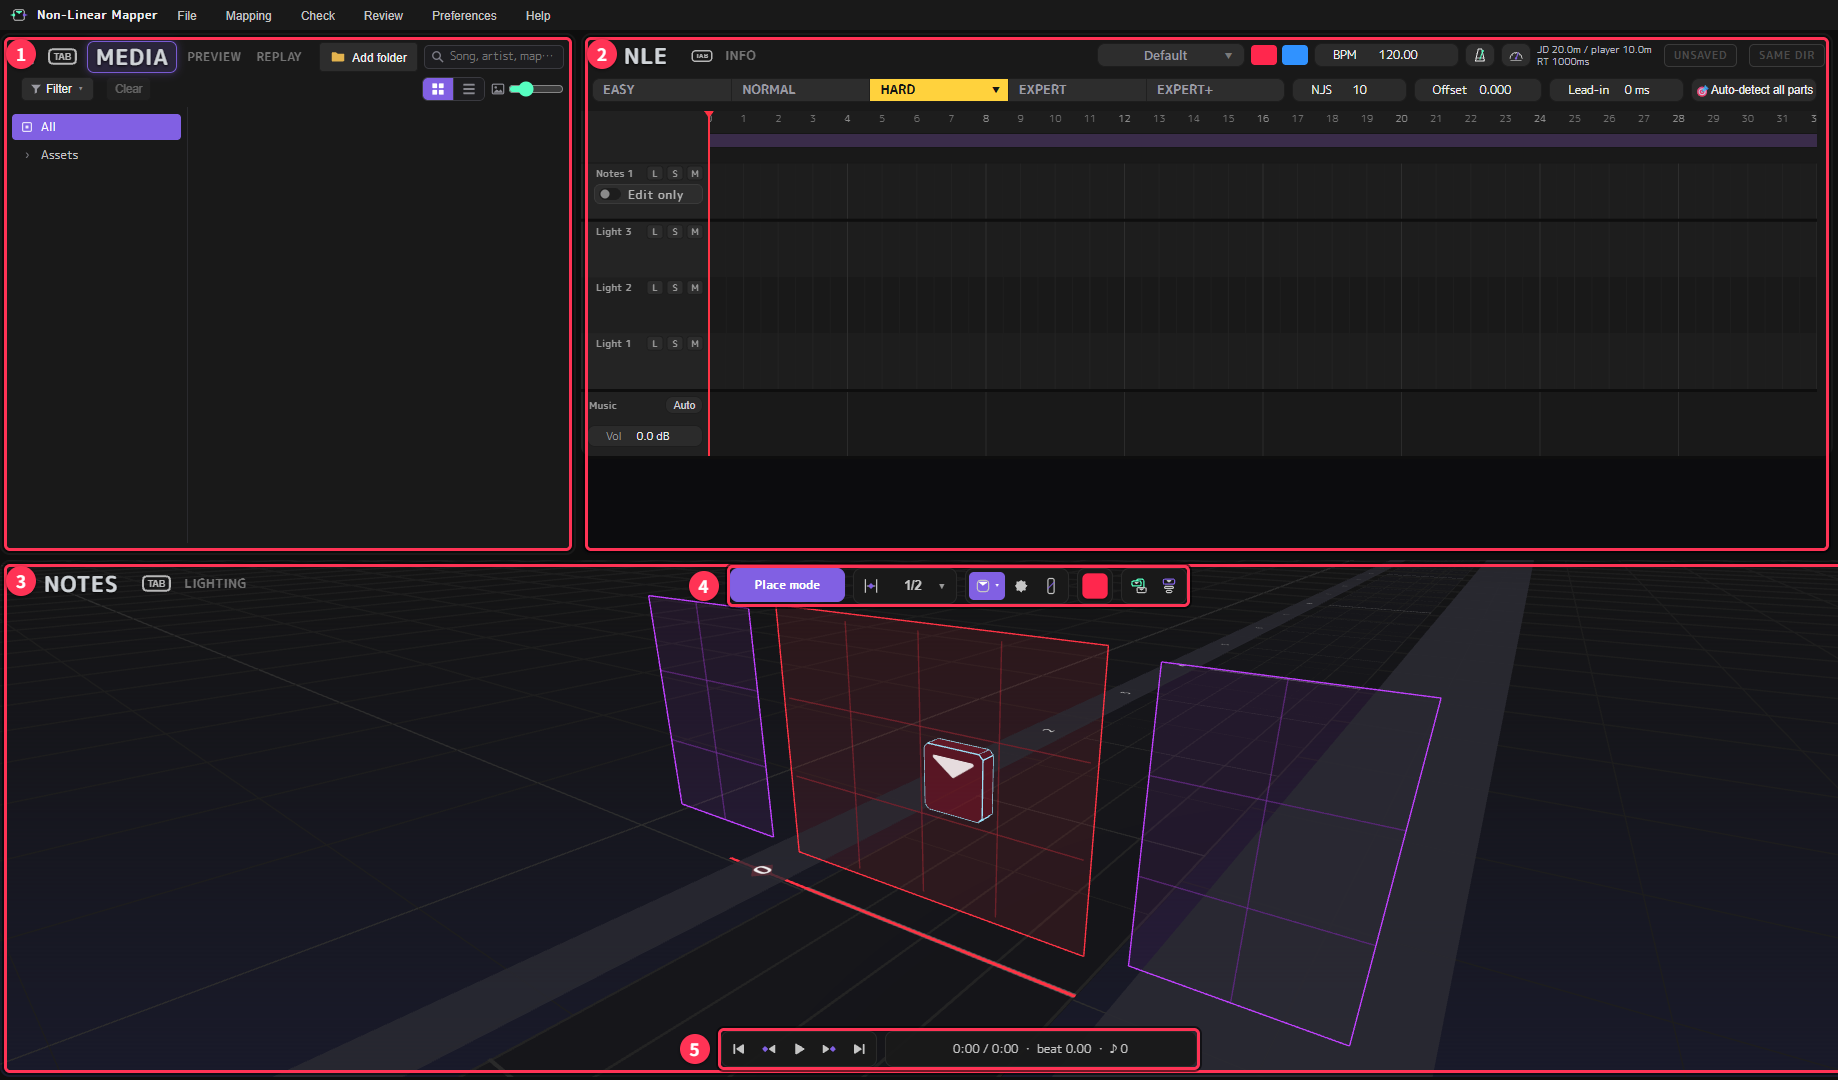 Non-Linear Mapper File Mapping Check Review Preferences Help
1 TAB MEDIA PREVIEW REPLAY Add folder Song, artist, map...
Filter Clear
All
Assets
2 NLE TAB INFO Default BPM 120.00 JD 20.0m / player 10.0m
RT 1000ms
UNSAVED SAME DIR
EASY NORMAL HARD EXPERT EXPERT+ NJS 10 Offset 0.000 Lead-in 0 ms Auto-detect all parts
1 2 3 4 5 6 7 8 9 10 11 12 13 14 15 16 17 18 19 20 21 22 23 24 25 26 27 28 29 30 31 3
Notes 1 L S M
Edit only
Light 3 L S M
Light 2 L S M
Light 1 L S M
Music Auto
Vol 0.0 dB
3 NOTES TAB LIGHTING
4 Place mode 1/2
0
5 0:00 / 0:00 · beat 0.00 · ♪ 0